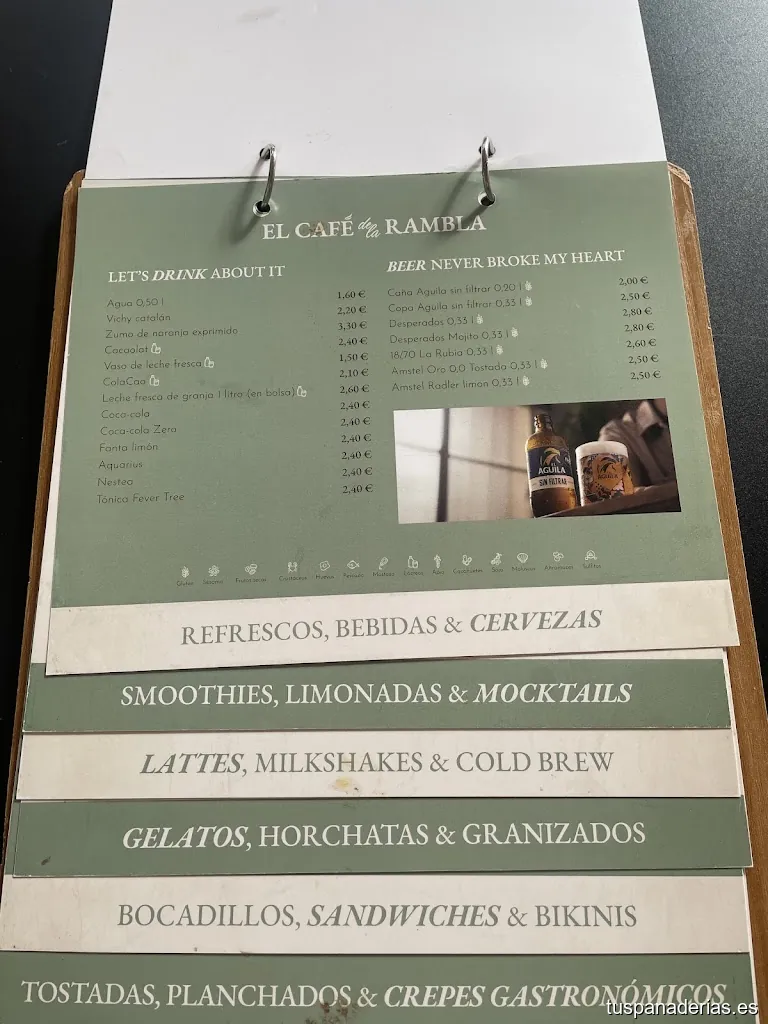 EL CAFÉ de la RAMBLA
LET'S DRINK ABOUT IT
Agua 0,50 l 1,60 €
Vichy catalán 2,20 €
Zumo de naranja exprimido 3,30 €
Cacaolat 2,40 €
Vaso de leche fresca 1,50 €
ColaCao 2,10 €
Leche fresca de granja 1 litro (en bolsa) 2,60 €
Coca-cola 2,40 €
Coca-cola Zero 2,40 €
Fanta limón 2,40 €
Aquarius 2,40 €
Nestea 2,40 €
Tónica Fever Tree 2,40 €
BEER NEVER BROKE MY HEART
Caña Aguila sin filtrar 0,20 l 2,00 €
Copa Aguila sin filtrar 0,33 l 2,50 €
Desperados 0,33 l 2,80 €
Desperados Mojito 0,33 l 2,80 €
18/70 La Rubia 0,33 l 2,60 €
Amstel Oro 0,0 Tostada 0,33 l 2,50 €
Amstel Radler limon 0,33 l 2,50 €
AGUILA
SIN FILTRAR
AGUILA
REFRESCOS, BEBIDAS & CERVEZAS
SMOOTHIES, LIMONADAS & MOCKTAILS
LATTES, MILKSHAKES & COLD BREW
GELATOS, HORCHATAS & GRANIZADOS
BOCADILLOS, SANDWICHES & BIKINIS
TOSTADAS, PLANCHADOS & CREPES GASTRONÓMICOS
tuspanaderías.es